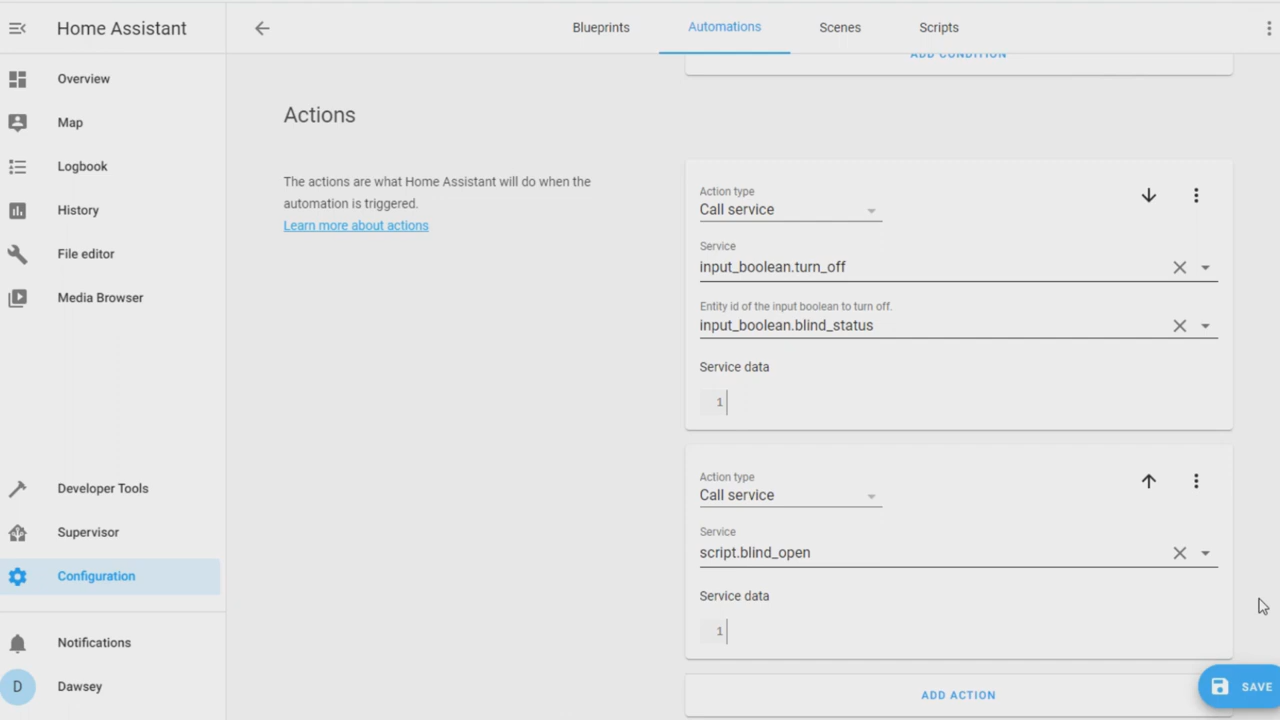 Home Assistant
Blueprints
Automations
Scenes
Scripts
Overview
Map
Logbook
History
File editor
Media Browser
Developer Tools
Supervisor
Configuration
Notifications
D
Dawsey
ADD CONDITION
Actions
The actions are what Home Assistant will do when the
automation is triggered.
Learn more about actions
Action type
Call service
Service
input_boolean.turn_off
Entity id of the input boolean to turn off.
input_boolean.blind_status
Service data
1
Action type
Call service
Service
script.blind_open
Service data
1
ADD ACTION
SAVE